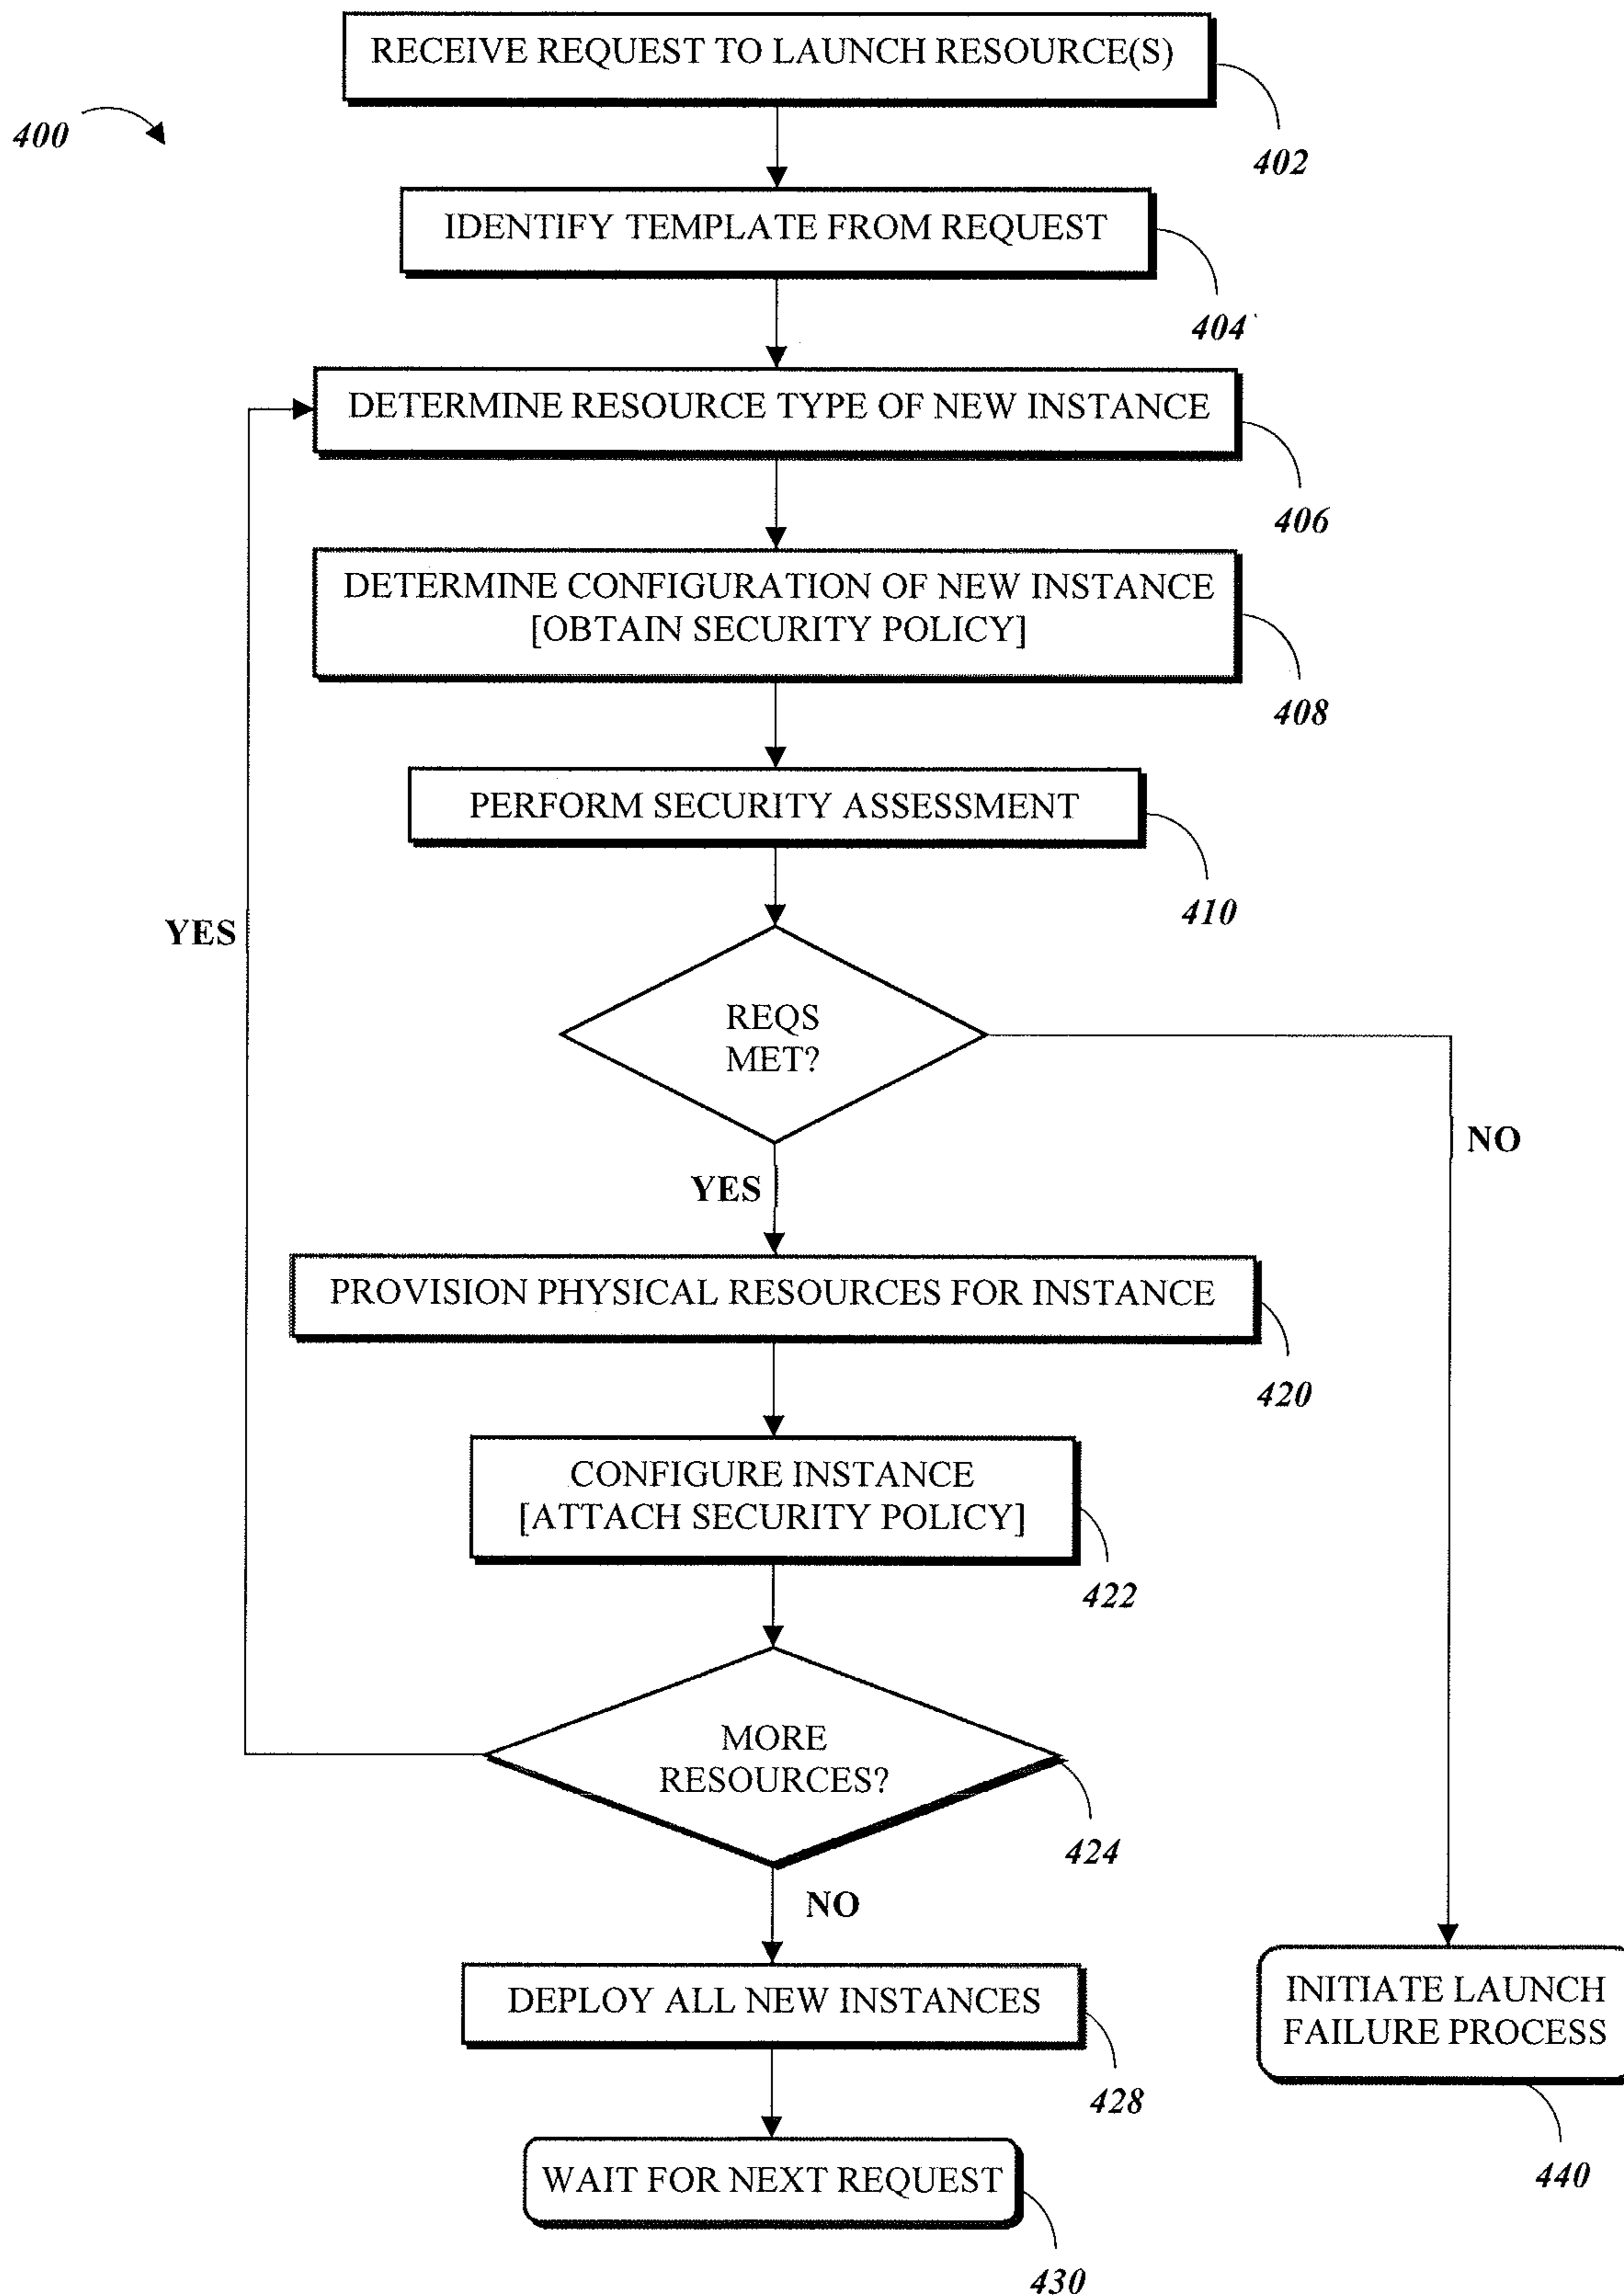 RECEIVE REQUEST TO LAUNCH RESOURCE(S)
400
402
IDENTIFY TEMPLATE FROM REQUEST
404
DETERMINE RESOURCE TYPE OF NEW INSTANCE
406
DETERMINE CONFIGURATION OF NEW INSTANCE
[OBTAIN SECURITY POLICY]
408
PERFORM SECURITY ASSESSMENT
410
YES
REQS
MET?
NO
YES
PROVISION PHYSICAL RESOURCES FOR INSTANCE
420
CONFIGURE INSTANCE
[ATTACH SECURITY POLICY]
422
MORE
RESOURCES?
424
NO
DEPLOY ALL NEW INSTANCES
428
INITIATE LAUNCH
FAILURE PROCESS
440
WAIT FOR NEXT REQUEST
430